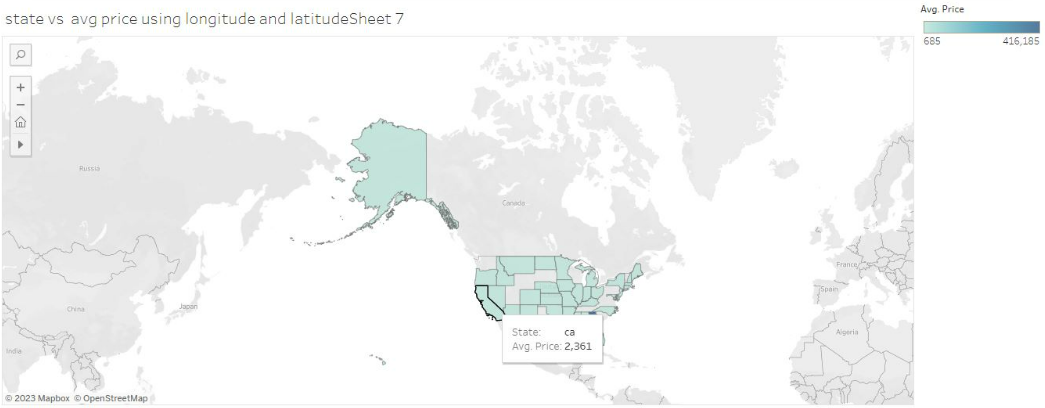 state vs avg price using longitude and latitudeSheet 7
Avg. Price
685 416,185
Russia
Canada
France
Spain
China
Japan
India
Algeria
State: ca
Avg. Price: 2,361
© 2023 Mapbox © OpenStreetMap